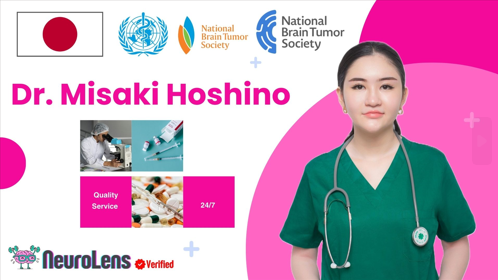 National
Brain Tumor
Society
National
Brain Tumor
Society
Dr. Misaki Hoshino
Quality
Service
24/7
NeuroLens
Verified